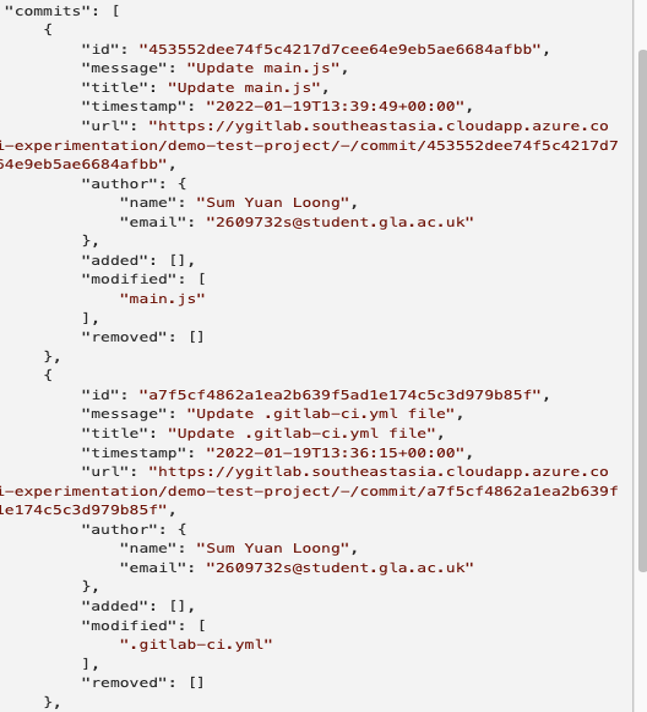 "commits": [
{
"id": "453552dee74f5c4217d7cee64e9eb5ae6684afbb",
"message": "Update main.js",
"title": "Update main.js",
"timestamp": "2022-01-19T13:39:49+00:00",
"url": "https://ygitlab.southeastasia.cloudapp.azure.co
i-experimentation/demo-test-project/-/commit/453552dee74f5c4217d7
64e9eb5ae6684afbb",
"author": {
"name": "Sum Yuan Loong",
"email": "2609732s@student.gla.ac.uk"
},
"added": [],
"modified": [
"main.js"
],
"removed": []
},
{
"id": "a7f5cf4862a1ea2b639f5ad1e174c5c3d979b85f",
"message": "Update .gitlab-ci.yml file",
"title": "Update .gitlab-ci.yml file",
"timestamp": "2022-01-19T13:36:15+00:00",
"url": "https://ygitlab.southeastasia.cloudapp.azure.co
i-experimentation/demo-test-project/-/commit/a7f5cf4862a1ea2b639f
1e174c5c3d979b85f",
"author": {
"name": "Sum Yuan Loong",
"email": "2609732s@student.gla.ac.uk"
},
"added": [],
"modified": [
".gitlab-ci.yml"
],
"removed": []
},